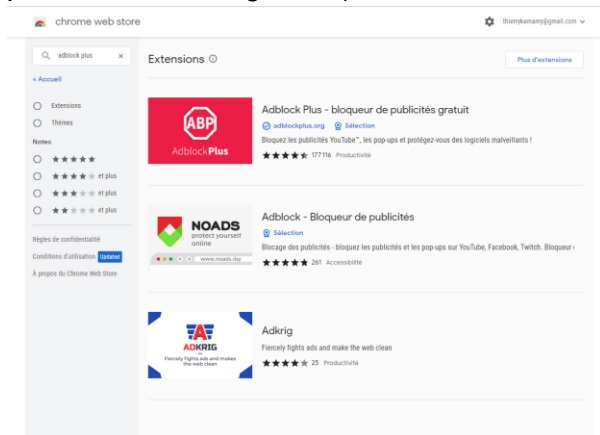 chrome web store
thierrykamamy@gmail.com
adblock plus ×
« Accueil
Extensions
Thèmes
Notes
et plus
et plus
et plus
Règles de confidentialité
Conditions d'utilisation Updated
À propos du Chrome Web Store
Extensions
Plus d'extensions
ABP
Adblock Plus
Adblock Plus - bloqueur de publicités gratuit
adblockplus.org Sélection
Bloquez les publicités YouTube™, les pop-ups et protégez-vous des logiciels malveillants !
177 116 Productivité
NOADS
protect yourself
online
www.noads.day
Adblock - Bloqueur de publicités
Sélection
Blocage des publicités - bloquez les publicités et les pop-ups sur YouTube, Facebook, Twitch. Bloqueur
261 Accessibilité
ADKRIG
Fiercely fights ads and makes
the web clean
Adkrig
Fiercely fights ads and make the web clean
25 Productivité